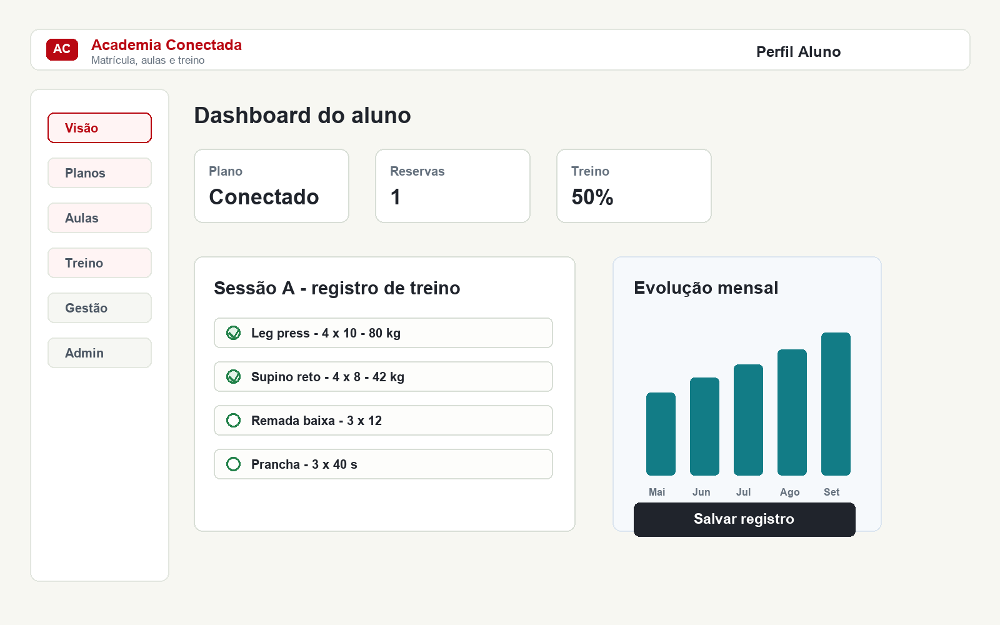 AC
Academia Conectada
Matrícula, aulas e treino
Perfil Aluno
Visão
Planos
Aulas
Treino
Gestão
Admin
Dashboard do aluno
Plano
Conectado
Reservas
1
Treino
50%
Sessão A - registro de treino
Leg press - 4 x 10 - 80 kg
Supino reto - 4 x 8 - 42 kg
Remada baixa - 3 x 12
Prancha - 3 x 40 s
Evolução mensal
Mai Jun Jul Ago Set
Salvar registro